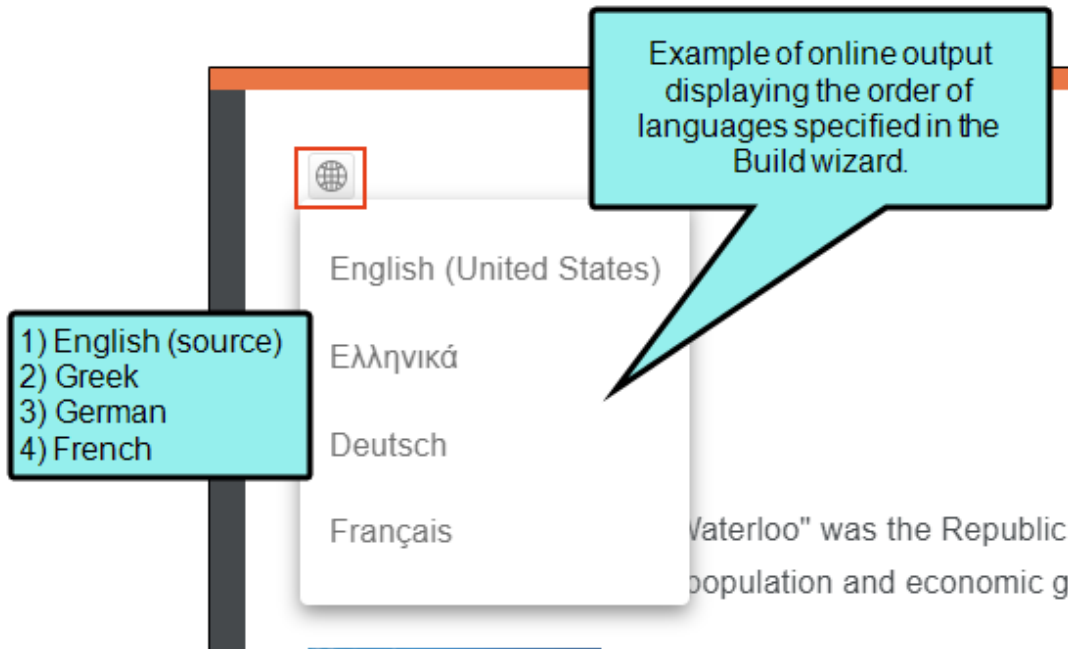 Example of online output
displaying the order of
languages specified in the
Build wizard.
English (United States)
Ελληνικά
Deutsch
Français
1) English (source)
2) Greek
3) German
4) French
Waterloo" was the Republic
population and economic g